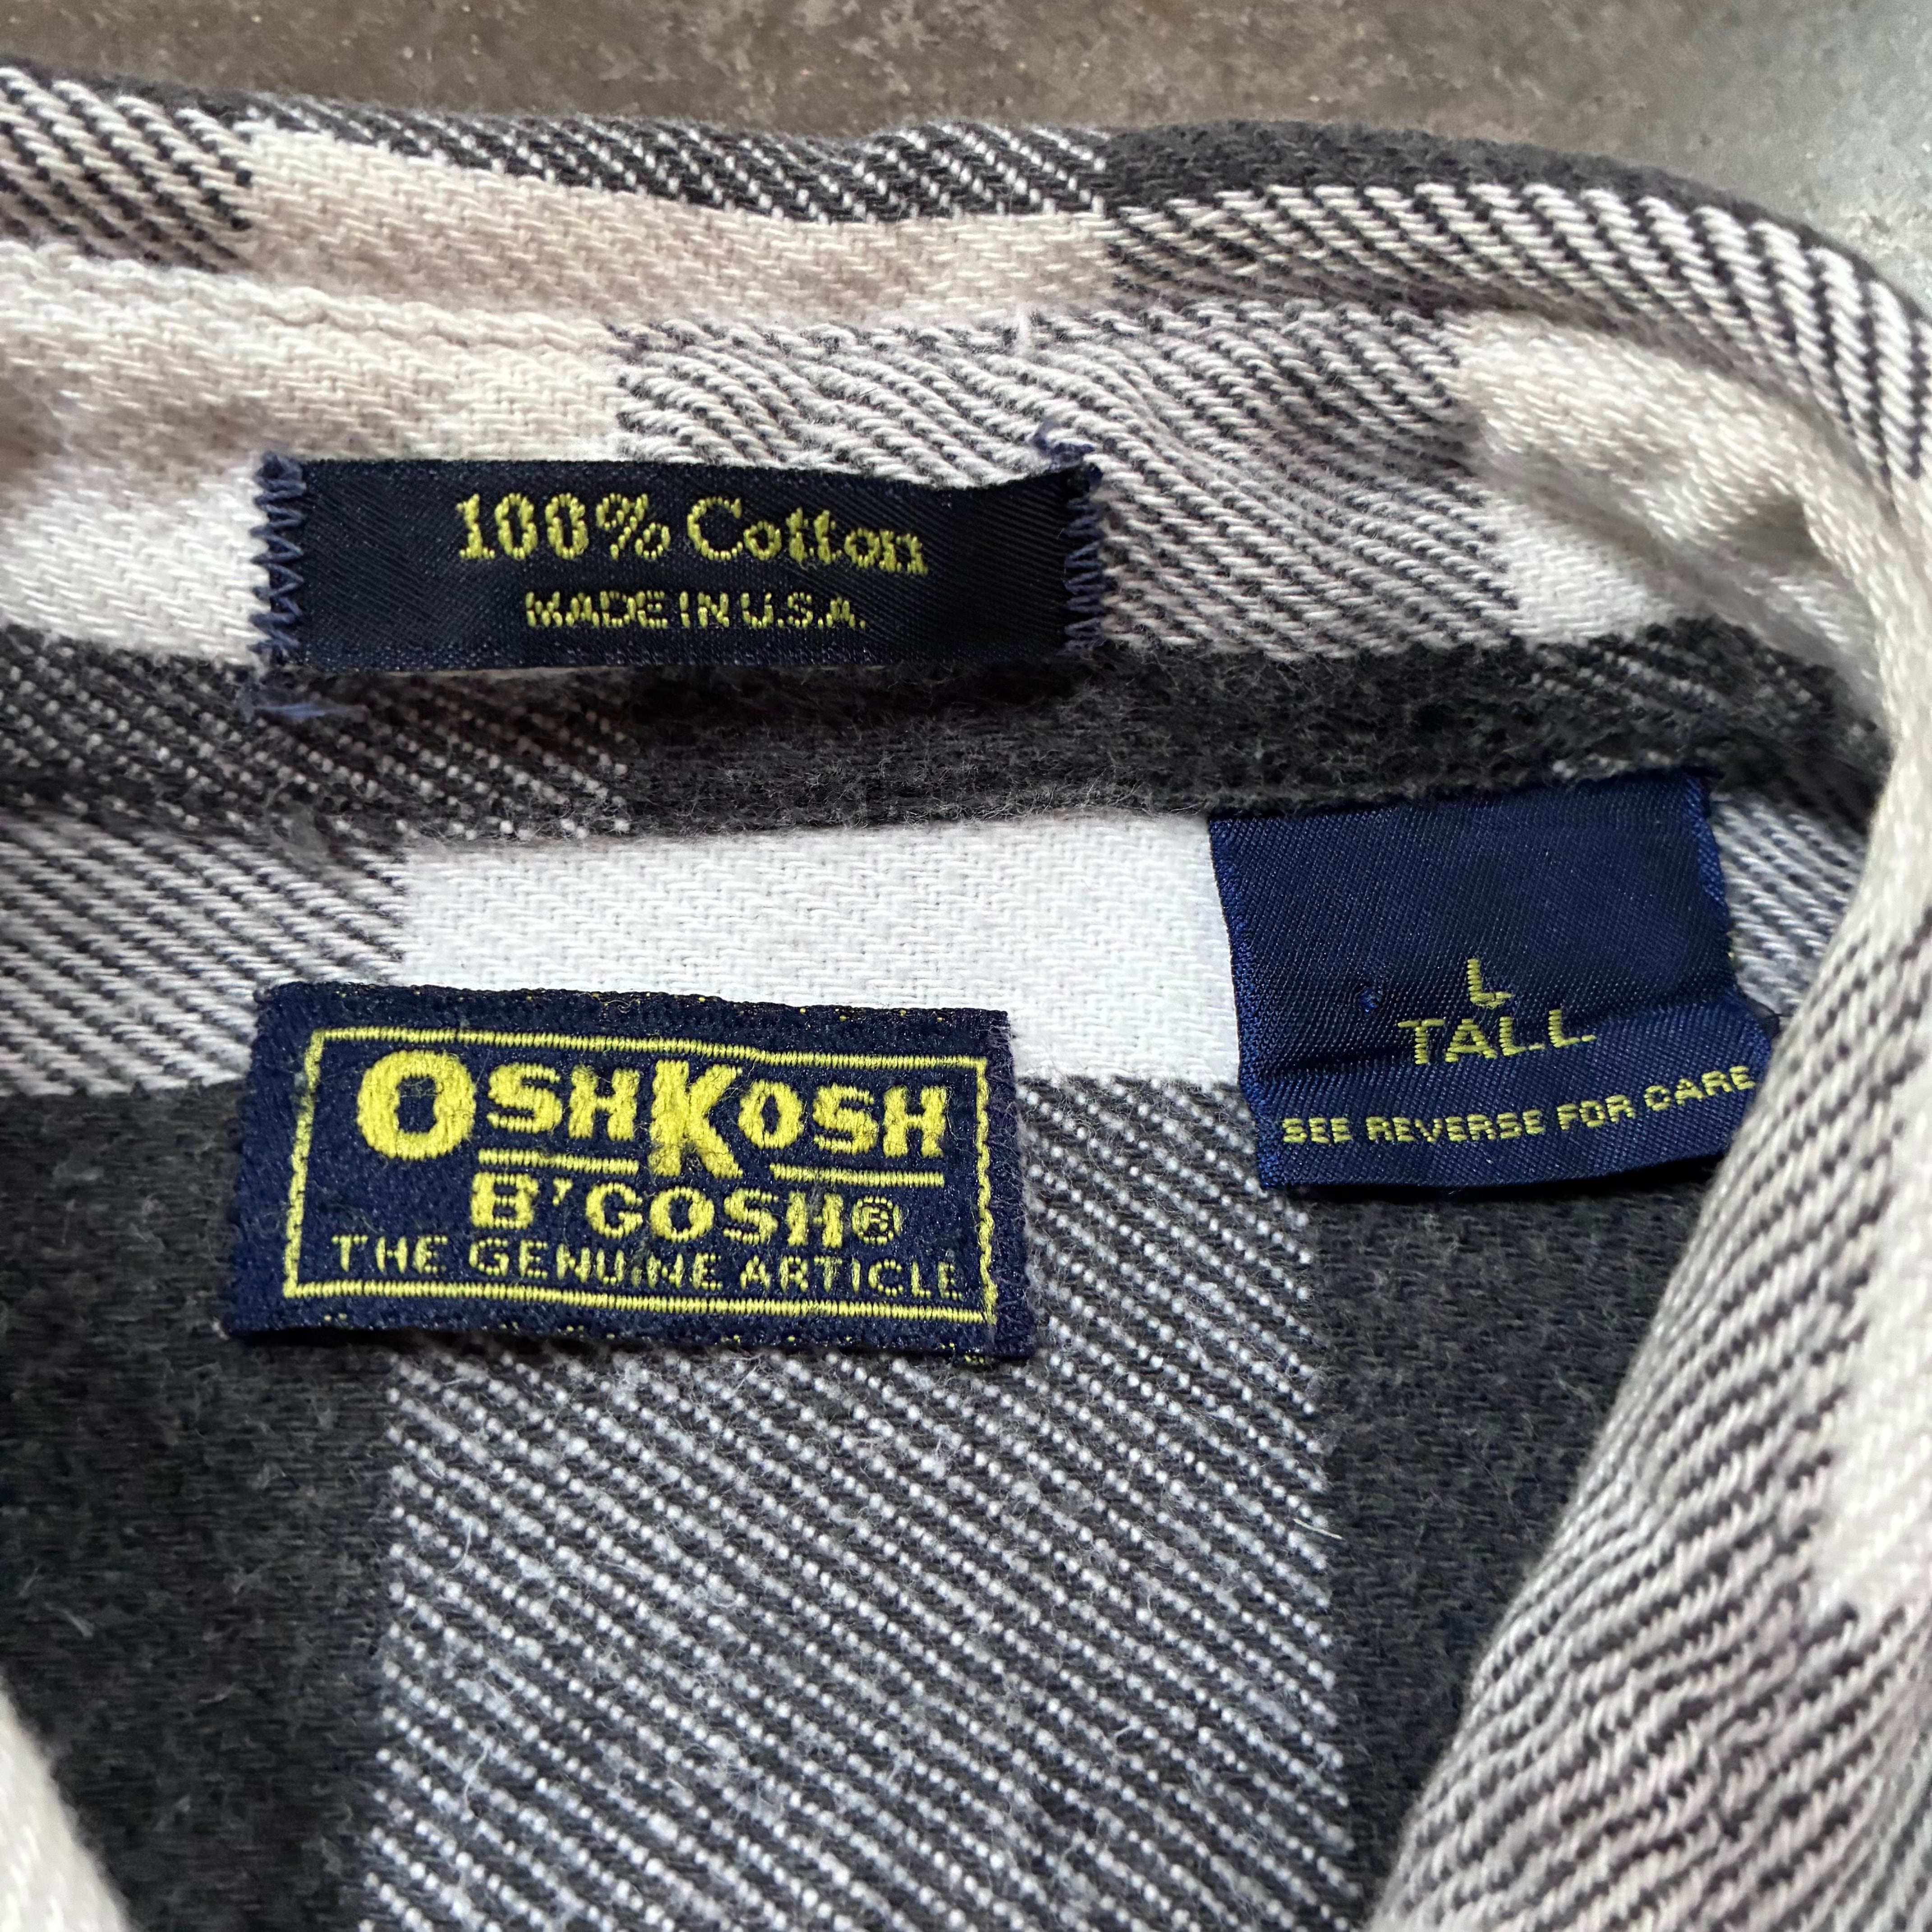 100% Cotton
MADE IN U.S.A.
L
TALL
SEE REVERSE FOR CARE
OSHKOSH
B'GOSH®
THE GENUINE ARTICLE